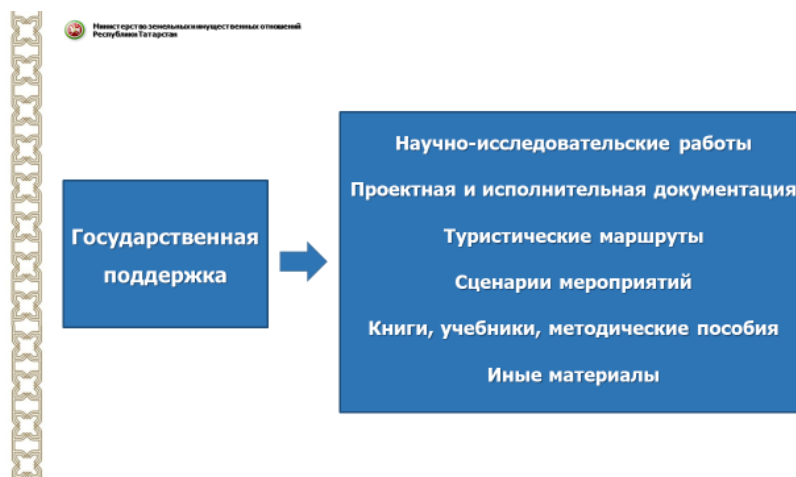 Министерство земельных и имущественных отношений
Республики Татарстан
Государственная
поддержка
Научно-исследовательские работы
Проектная и исполнительная документация
Туристические маршруты
Сценарии мероприятий
Книги, учебники, методические пособия
Иные материалы